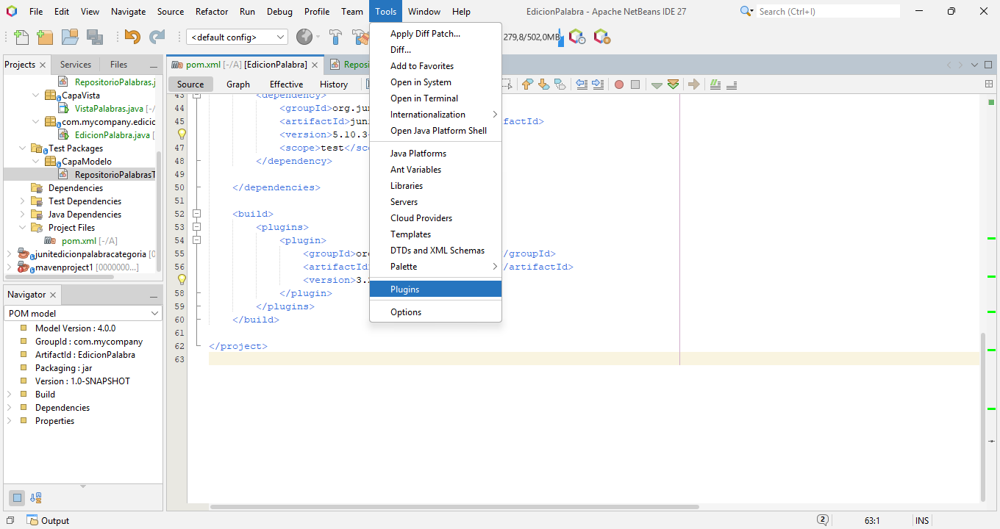 File Edit View Navigate Source Refactor Run Debug Profile Team Tools Window Help
EdicionPalabra - Apache NetBeans IDE 27
Search (Ctrl+I)
<default config>
279,8/502,0MB
Projects Services Files
RepositorioPalabras.j
CapaVista
VistaPalabras.java [-/
com.mycompany.edicic
EdicionPalabra.java [
Test Packages
CapaModelo
RepositorioPalabrasT
Dependencies
Test Dependencies
Java Dependencies
Project Files
pom.xml [-/A]
junitedicionpalabracategoria [0
mavenproject1 [0000000...]
Navigator
POM model
Model Version : 4.0.0
GroupId : com.mycompany
ArtifactId : EdicionPalabra
Packaging : jar
Version : 1.0-SNAPSHOT
Build
Dependencies
Properties
pom.xml [-/A] [EdicionPalabra]
Reposi
Source Graph Effective History
43 <dependency>
44 <groupId>org.jun
45 <artifactId>juni factId>
<version>5.10.3
47 <scope>test</sco
48 </dependency>
49
50 </dependencies>
51
52 <build>
53 <plugins>
54 <plugin>
55 <groupId>or /groupId>
56 <artifactId /artifactId>
<version>3.
58 </plugin>
59 </plugins>
60 </build>
61
62 </project>
63
Apply Diff Patch...
Diff...
Add to Favorites
Open in System
Open in Terminal
Internationalization
Open Java Platform Shell
Java Platforms
Ant Variables
Libraries
Servers
Cloud Providers
Templates
DTDs and XML Schemas
Palette
Plugins
Options
Output
2
63:1
INS